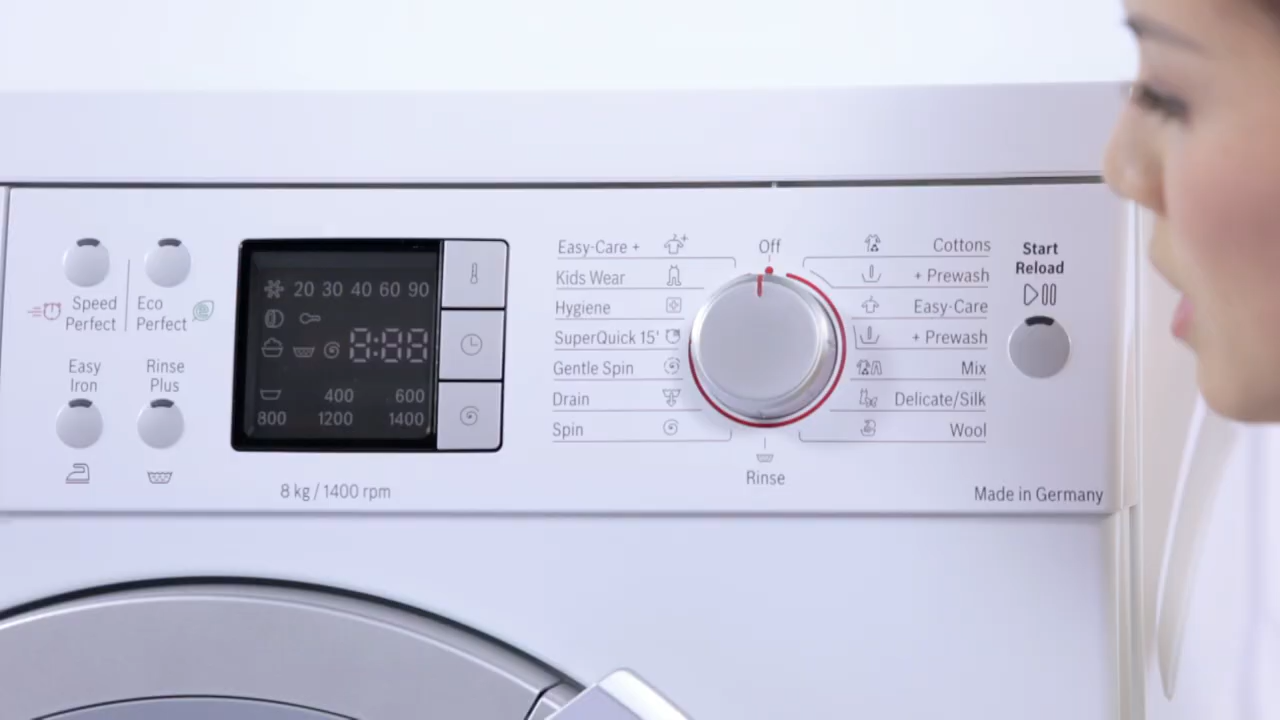 Speed
Perfect
Eco
Perfect
Easy
Iron
Rinse
Plus
20 30 40 60 90
8:88
400 600
800 1200 1400
8 kg / 1400 rpm
Easy-Care +
Kids Wear
Hygiene
SuperQuick 15'
Gentle Spin
Drain
Spin
Off
Rinse
Cottons
+ Prewash
Easy-Care
+ Prewash
Mix
Delicate/Silk
Wool
Start
Reload
Made in Germany